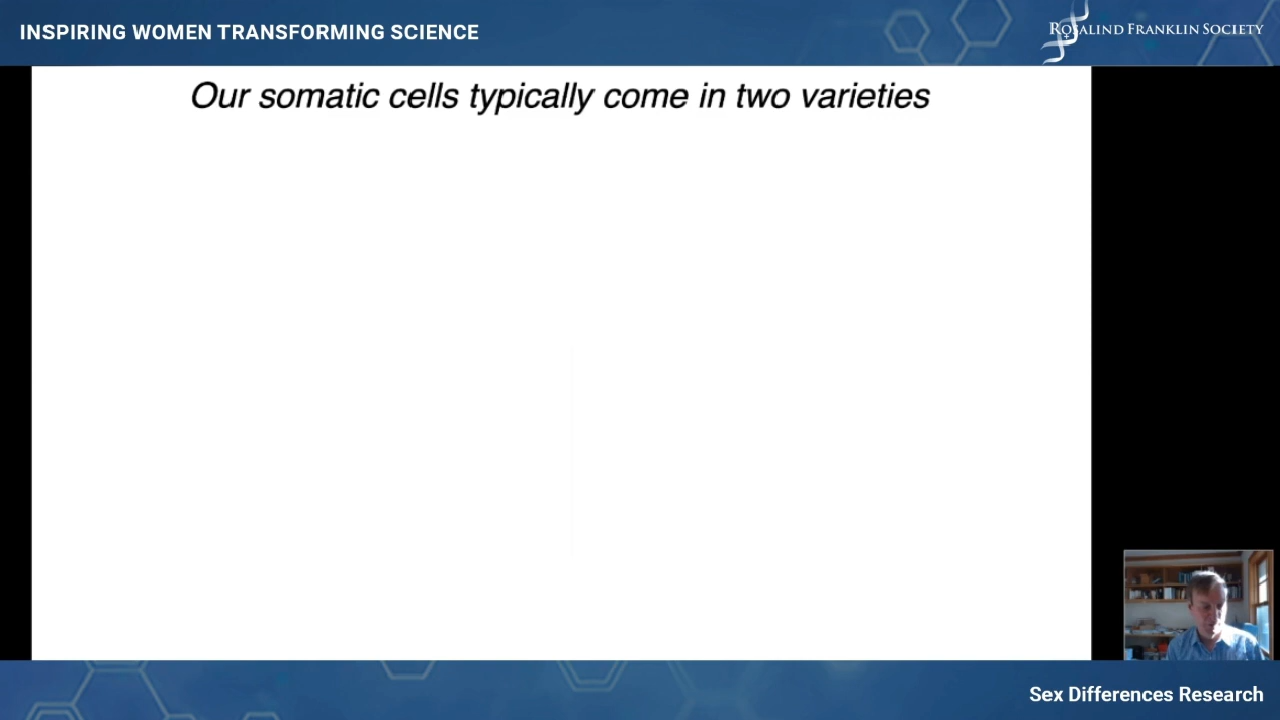 INSPIRING WOMEN TRANSFORMING SCIENCE
ROSALIND FRANKLIN SOCIETY
Our somatic cells typically come in two varieties
Sex Differences Research